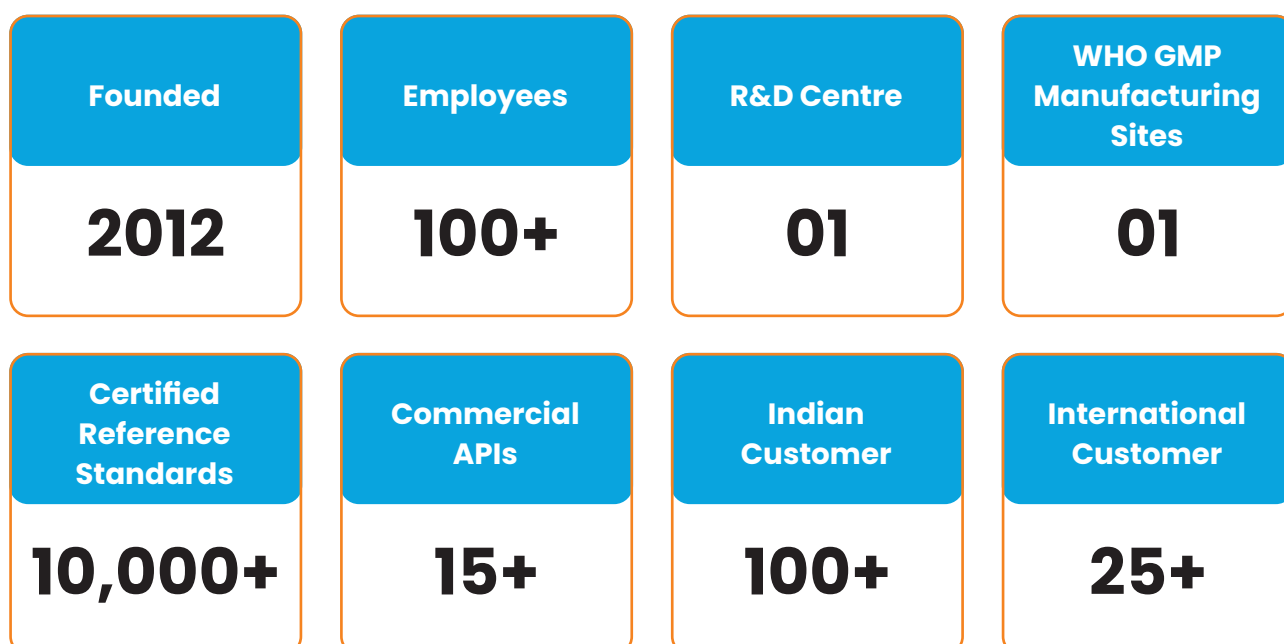 Founded
2012
Employees
100+
R&D Centre
01
WHO GMP
Manufacturing
Sites
01
Certified
Reference
Standards
10,000+
Commercial
APIs
15+
Indian
Customer
100+
International
Customer
25+